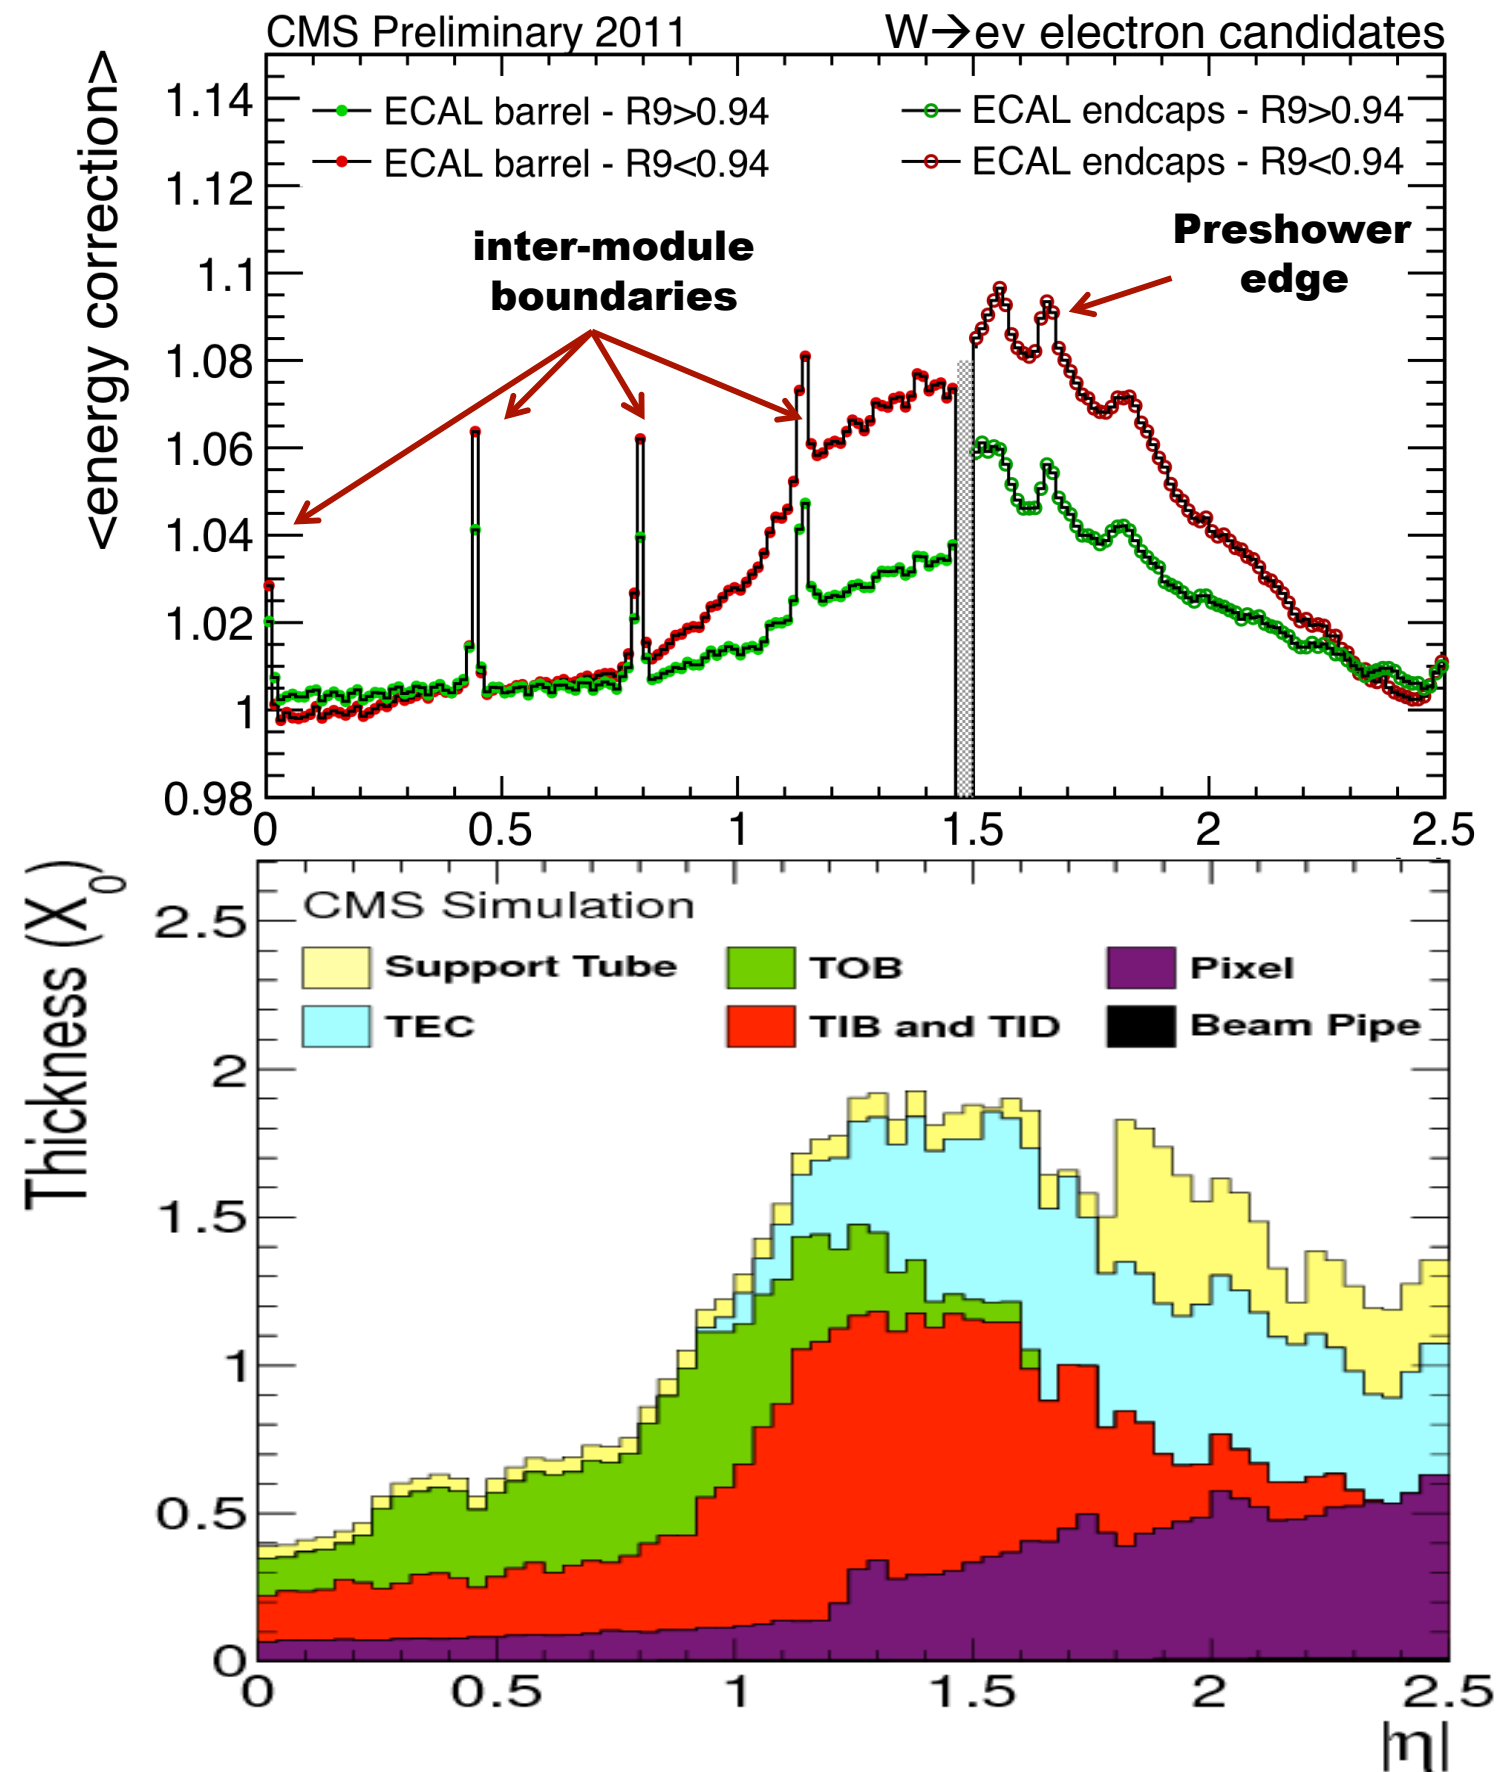 CMS Preliminary 2011
W→eν electron candidates
<energy correction>
1.14
1.12
1.1
1.08
1.06
1.04
1.02
1
0.98
ECAL barrel - R9>0.94
ECAL barrel - R9<0.94
ECAL endcaps - R9>0.94
ECAL endcaps - R9<0.94
inter-module
boundaries
Preshower
edge
0 0.5 1 1.5 2 2.5
Thickness (X₀)
2.5
2
1.5
1
0.5
0
CMS Simulation
Support Tube
TEC
TOB
TIB and TID
Pixel
Beam Pipe
0 0.5 1 1.5 2 2.5
|η|